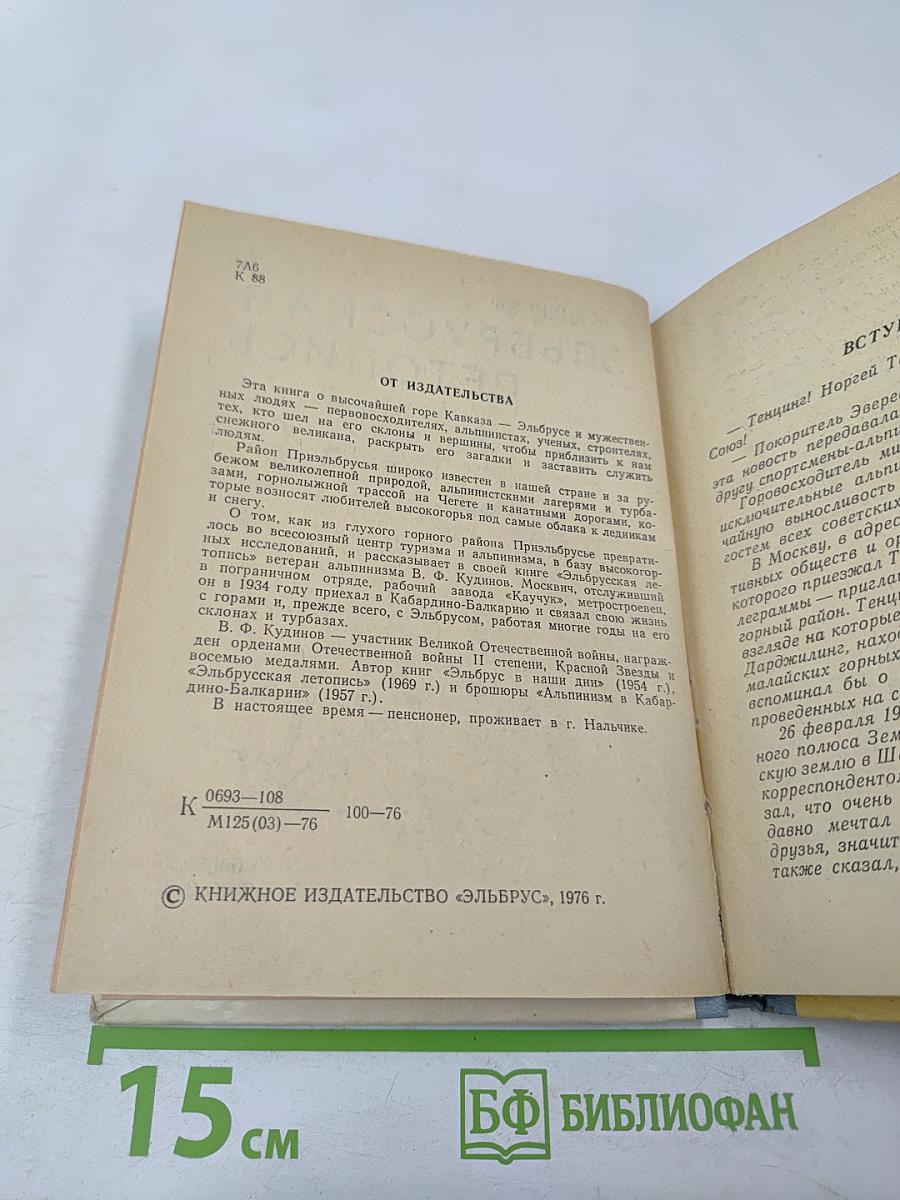 7А6
К 88
ОТ ИЗДАТЕЛЬСТВА
Эта книга о высочайшей горе Кавказа — Эльбрусе и мужествен-
ных людях — первовосходителях, альпинистах, ученых, строителях,
тех, кто шел на его склоны и вершины, чтобы приблизить к нам
снежного великана, раскрыть его загадки и заставить служить
людям.
Район Приэльбрусья широко известен в нашей стране и за ру-
бежом великолепной природой, альпинистскими лагерями и турба-
зами, горнолыжной трассой на Чегете и канатными дорогами, ко-
торые возносят любителей высокогорья под самые облака к ледникам
и снегу.
О том, как из глухого горного района Приэльбрусье преврати-
лось во всесоюзный центр туризма и альпинизма, в базу высокогор-
ных исследований, и рассказывает в своей книге «Эльбрусская ле-
топись» ветеран альпинизма В. Ф. Кудинов. Москвич, отслуживший
в пограничном отряде, рабочий завода «Каучук», метростроевец,
он в 1934 году приехал в Кабардино-Балкарию и связал свою жизнь
с горами и, прежде всего, с Эльбрусом, работая многие годы на его
склонах и турбазах.
В. Ф. Кудинов — участник Великой Отечественной войны, награж-
ден орденами Отечественной войны II степени, Красной Звезды и
восемью медалями. Автор книг «Эльбрус в наши дни» (1954 г.),
«Эльбрусская летопись» (1969 г.) и брошюры «Альпинизм в Кабар-
дино-Балкарии» (1957 г.).
В настоящее время — пенсионер, проживает в г. Нальчике.
К 0693—108
М125(03)—76 100—76
© КНИЖНОЕ ИЗДАТЕЛЬСТВО «ЭЛЬБРУС», 1976 г.
ВСТУ
— Тенцинг! Норгей Т
Союз!
— Покоритель Эверес
эта новость передавала
другу спортсмены-альпи
Горовосходитель ми
исключительные альпи
чайную выносливость
гостем всех советских
В Москву, в адрес
тивных обществ и ор
которого приезжал Т
леграммы — приглаш
горный район. Тенци
взгляде на которые
Дарджилинг, нахо
малайских горных
вспоминал бы о
проведенных на с
26 февраля 19
ного полюса Зем
скую землю в Ш
корреспондентом
зал, что очень
давно мечтал
друзья, значит
также сказал,
15 см
БФ БИБЛИОФАН